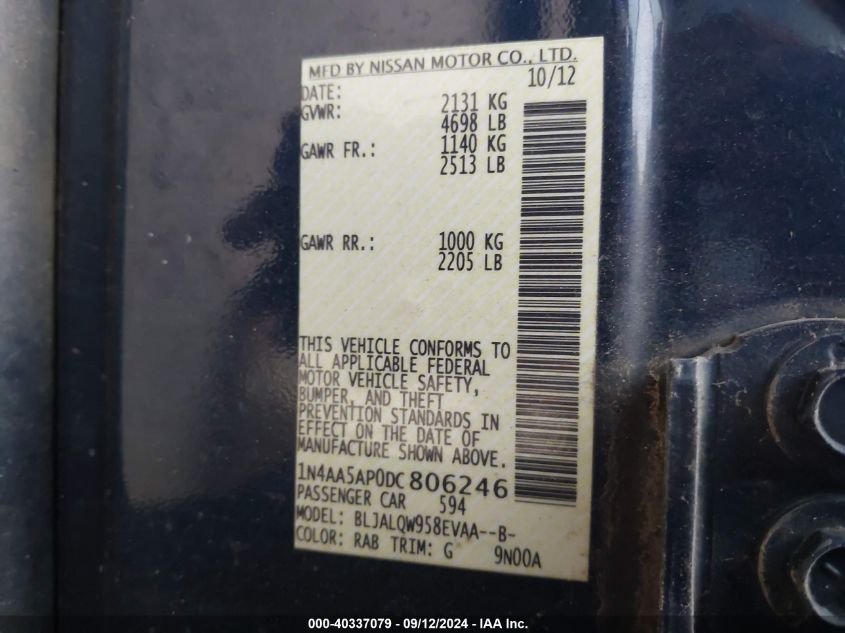 MFD BY NISSAN MOTOR CO., LTD.
DATE: 10/12
GVWR: 2131 KG
4698 LB
GAWR FR.: 1140 KG
2513 LB
GAWR RR.: 1000 KG
2205 LB
THIS VEHICLE CONFORMS TO
ALL APPLICABLE FEDERAL
MOTOR VEHICLE SAFETY,
BUMPER, AND THEFT
PREVENTION STANDARDS IN
EFFECT ON THE DATE OF
MANUFACTURE SHOWN ABOVE.
1N4AA5AP0DC806246
PASSENGER CAR 594
MODEL: BLJALQW958EVAA--B-
COLOR: RAB TRIM: G 9N00A
000-40337079 - 09/12/2024 - IAA Inc.